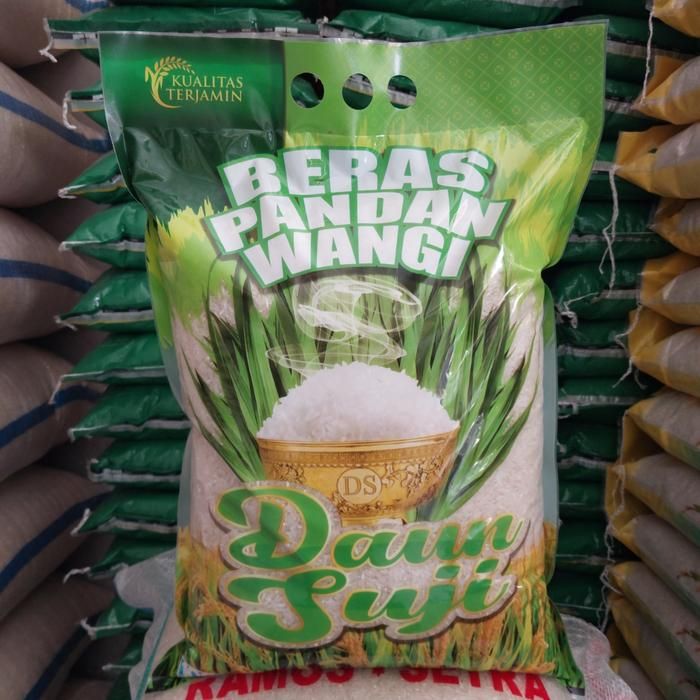 KUALITAS
TERJAMIN
BERAS
PANDAN
WANGI
DS
Daun
Suji
RAMOS * SETRA